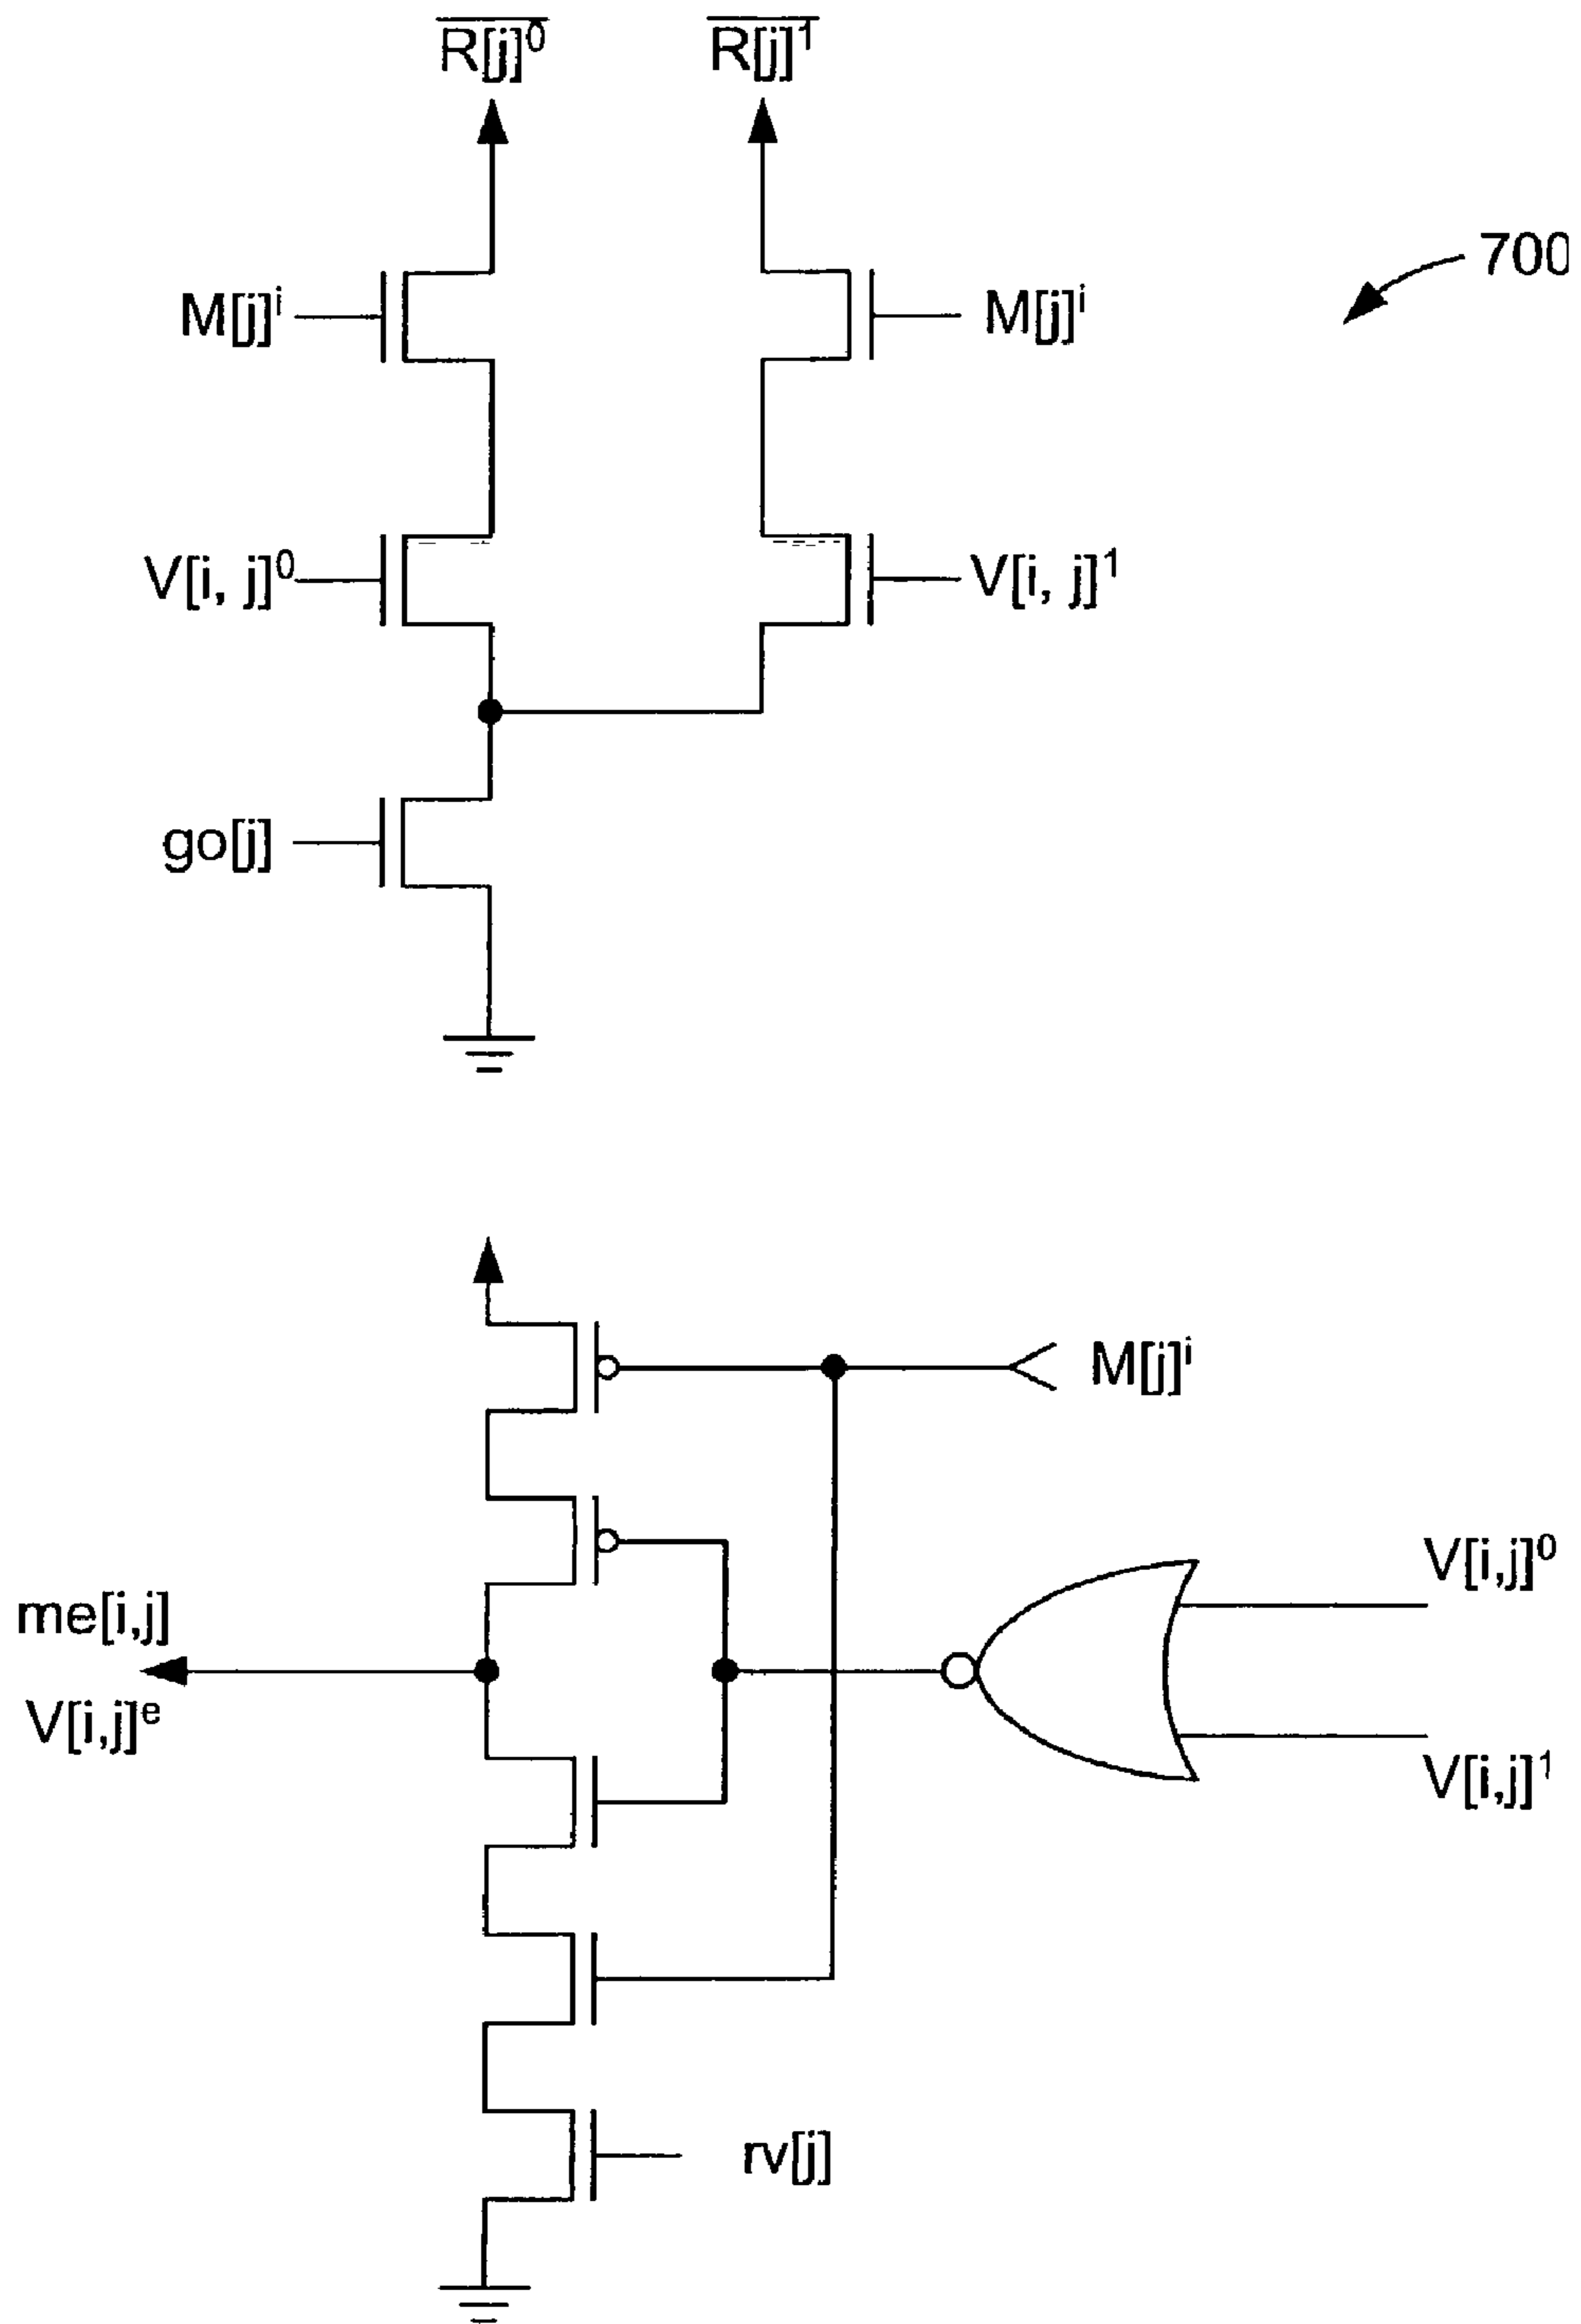 R[j]⁰ R[j]¹
700
M[j]ⁱ M[j]ⁱ
V[i, j]⁰ V[i, j]¹
go[j]
M[j]ⁱ
V[i,j]⁰
me[i,j]
V[i,j]ᵉ
V[i,j]¹
rv[j]